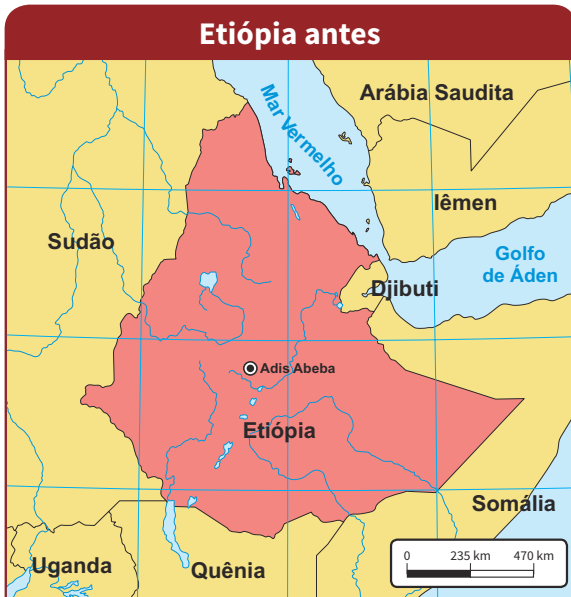 Etiópia antes
Arábia Saudita
Mar Vermelho
Iêmen
Sudão
Golfo
de Áden
Djibuti
Adis Abeba
Etiópia
Somália
Uganda
Quênia
0 235 km 470 km